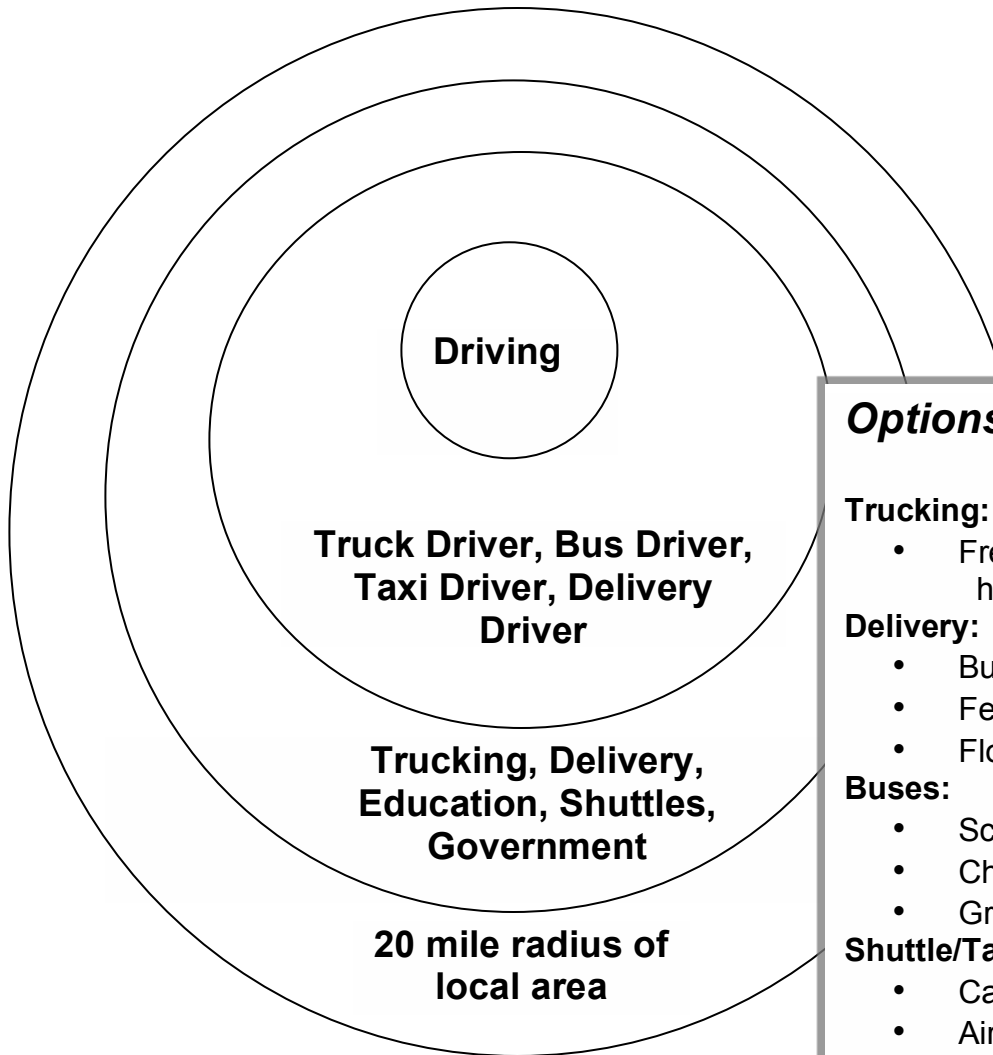 Driving
Truck Driver, Bus Driver,
Taxi Driver, Delivery
Driver
Trucking, Delivery,
Education, Shuttles,
Government
20 mile radius of
local area
Options
Trucking:
•
Delivery:
•
•
•
Buses:
•
•
•
•
•